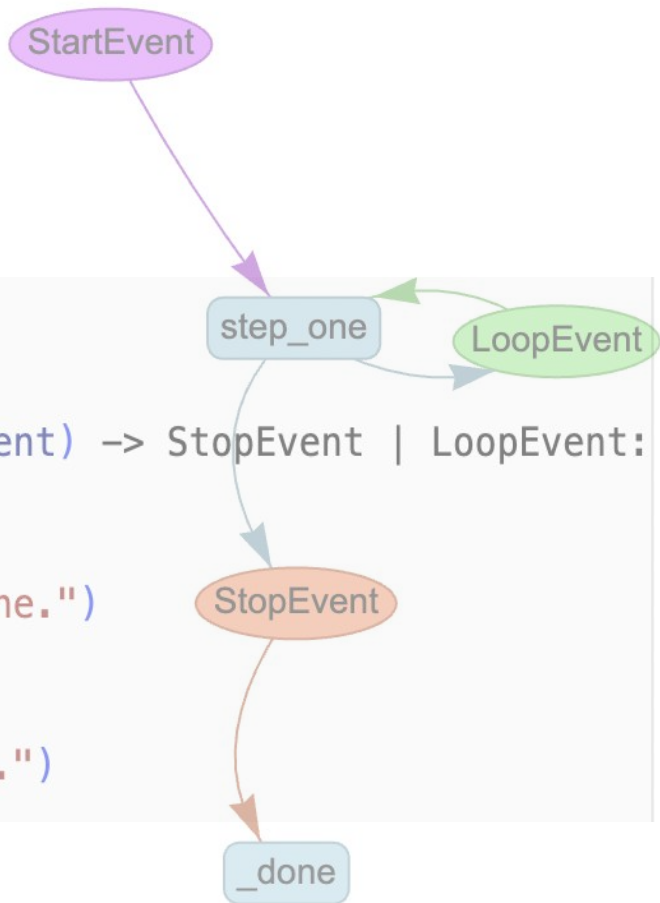 StartEvent
step_one
LoopEvent
ent) -> StopEvent | LoopEvent:
StopEvent
ne.")
.")
_done